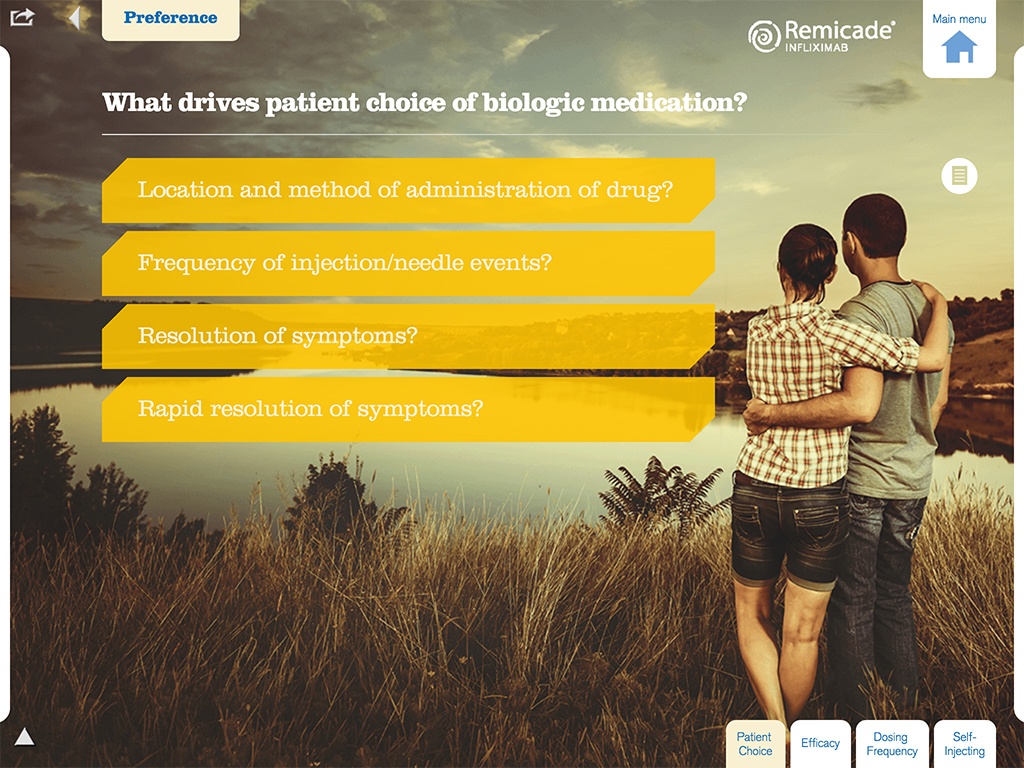 Preference
Remicade®
INFLIXIMAB
Main menu
What drives patient choice of biologic medication?
Location and method of administration of drug?
Frequency of injection/needle events?
Resolution of symptoms?
Rapid resolution of symptoms?
Patient
Choice
Efficacy
Dosing
Frequency
Self-
Injecting